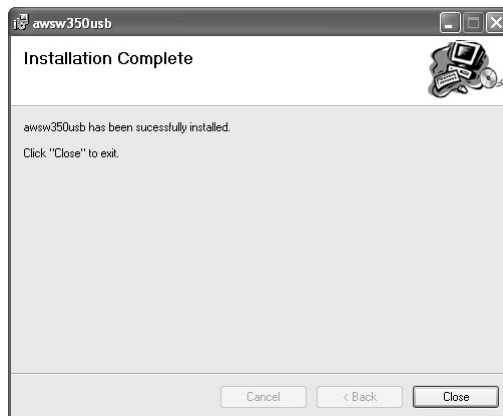 awsw350usb
Installation Complete
awsw350usb has been sucessfully installed.
Click "Close" to exit.
Cancel
< Back
Close